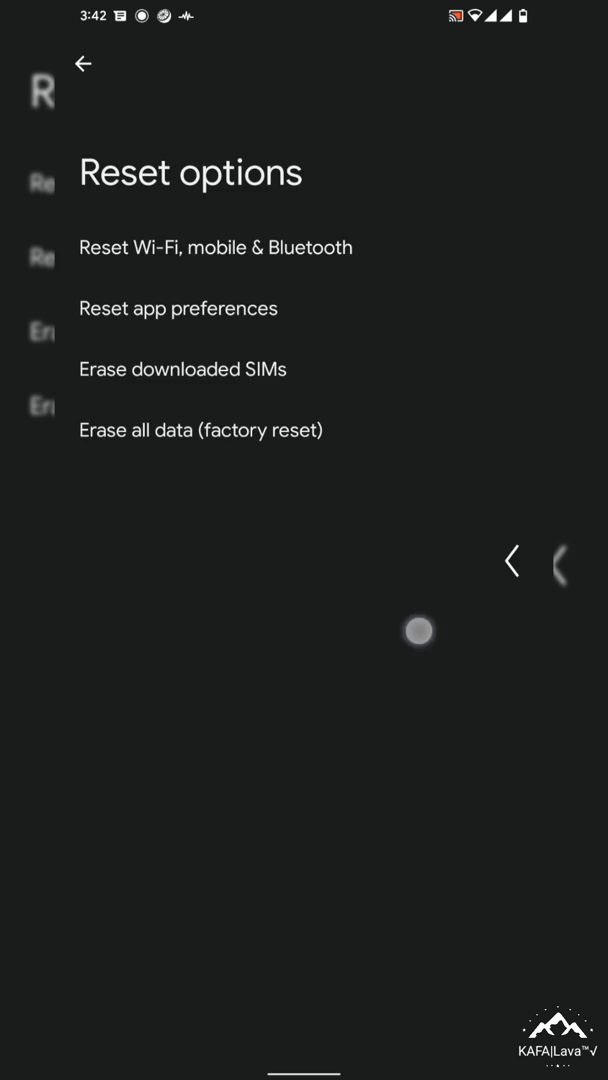 3:42
Reset options
Reset Wi-Fi, mobile & Bluetooth
Reset app preferences
Erase downloaded SIMs
Erase all data (factory reset)
KAFA|Lava™√